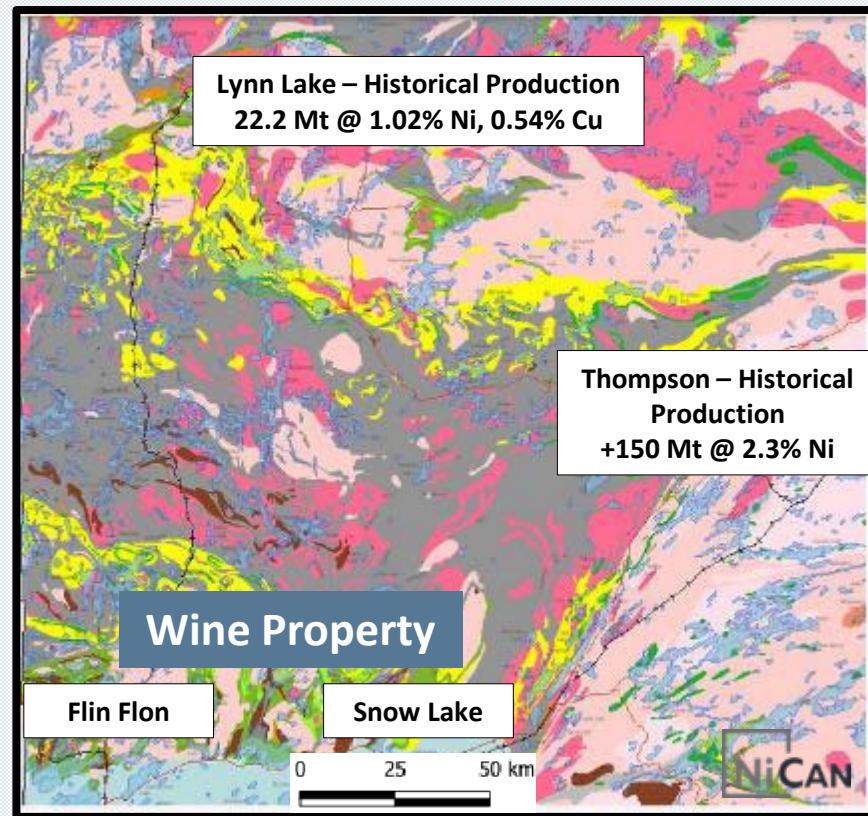 Lynn Lake – Historical Production
22.2 Mt @ 1.02% Ni, 0.54% Cu
Thompson – Historical
Production
+150 Mt @ 2.3% Ni
Wine Property
Flin Flon
Snow Lake
0 25 50 km
NiCAN